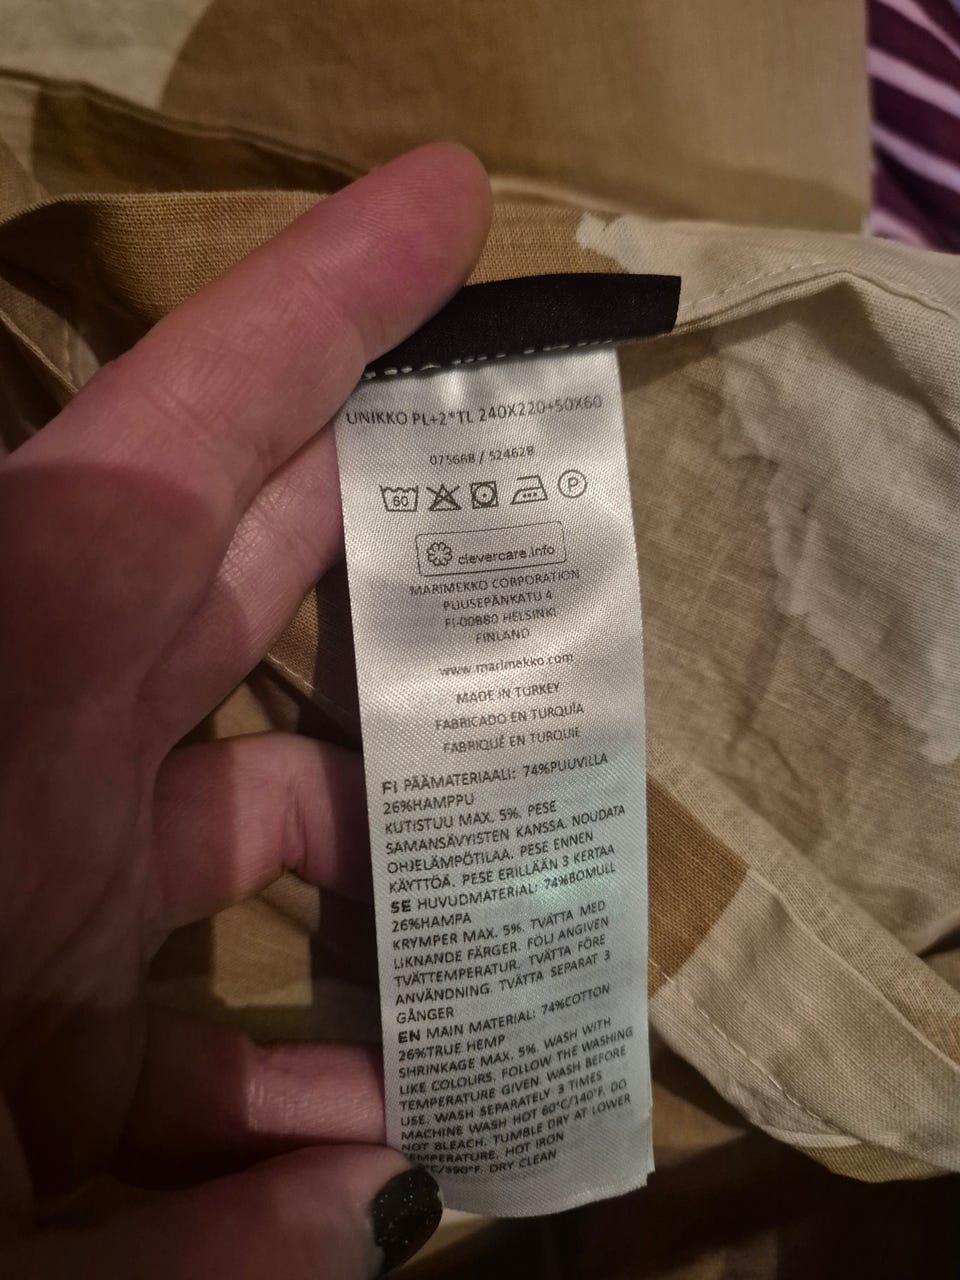 UNIKKO PL+2*TL 240X220+50X60
07566B / 52462B
60
P
clevercare.info
MARIMEKKO CORPORATION
PUUSEPÄNKATU 4
FI-00880 HELSINKI
FINLAND
www.marimekko.com
MADE IN TURKEY
FABRICADO EN TURQUÍA
FABRIQUÉ EN TURQUIE
FI PÄÄMATERIAALI: 74%PUUVILLA
26%HAMPPU
KUTISTUU MAX. 5%. PESE
SAMANSÄVYISTEN KANSSA. NOUDATA
OHJELÄMPÖTILAA. PESE ENNEN
KÄYTTÖÄ. PESE ERILLÄÄN 3 KERTAA
SE HUVUDMATERIAL: 74%BOMULL
26%HAMPA
KRYMPER MAX. 5%. TVÄTTA MED
LIKNANDE FÄRGER. FÖLJ ANGIVEN
TVÄTTEMPERATUR. TVÄTTA FÖRE
ANVÄNDNING. TVÄTTA SEPARAT 3
GÅNGER
EN MAIN MATERIAL: 74%COTTON
26%TRUE HEMP
SHRINKAGE MAX. 5%. WASH WITH
LIKE COLOURS. FOLLOW THE WASHING
TEMPERATURE GIVEN. WASH BEFORE
USE. WASH SEPARATELY 3 TIMES
MACHINE WASH HOT 60°C/140°F. DO
NOT BLEACH. TUMBLE DRY AT LOWER
TEMPERATURE. HOT IRON
°C/390°F. DRY CLEAN